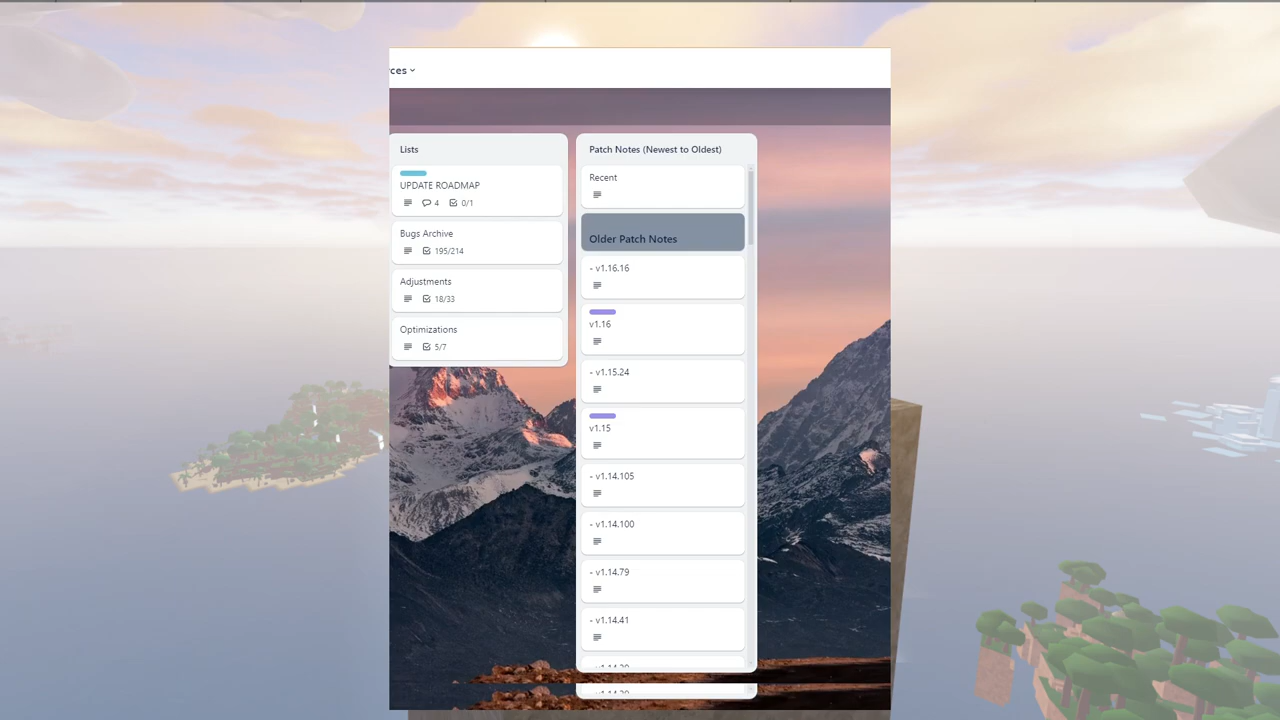 rces
Lists
UPDATE ROADMAP
4 0/1
Bugs Archive
195/214
Adjustments
18/33
Optimizations
5/7
Patch Notes (Newest to Oldest)
Recent
Older Patch Notes
- v1.16.16
v1.16
- v1.15.24
v1.15
- v1.14.105
- v1.14.100
- v1.14.79
- v1.14.41